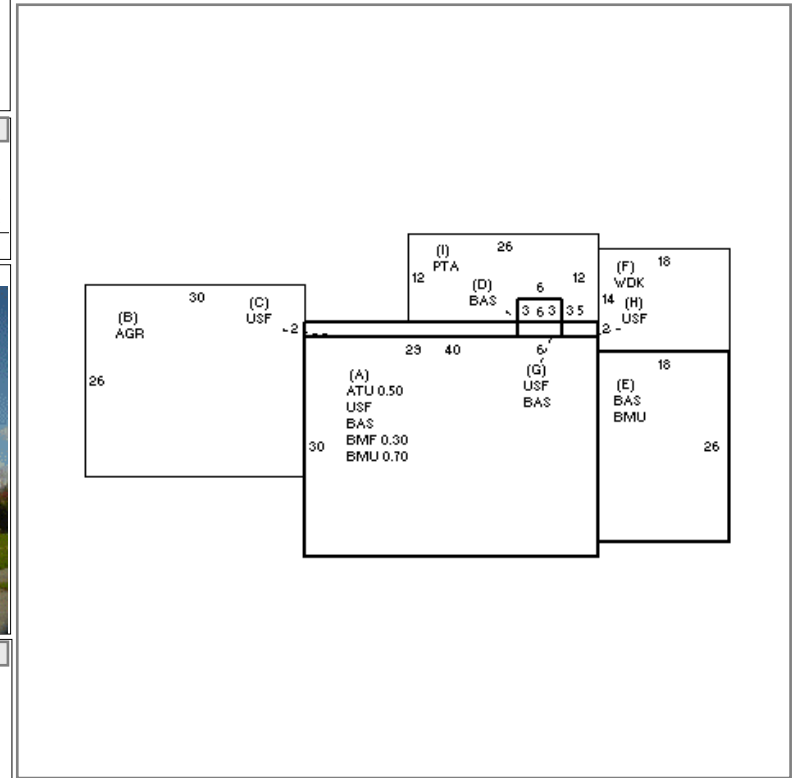 (I)
PTA
26
12
12
(D)
BAS
6
(F)
WDK
18
14
(H)
USF
30
(C)
USF
(B)
AGR
3 6 3
3 5
2
2
26
29
40
6
(G)
USF
BAS
(A)
ATU 0.50
USF
BAS
BMF 0.30
BMU 0.70
30
18
(E)
BAS
BMU
26